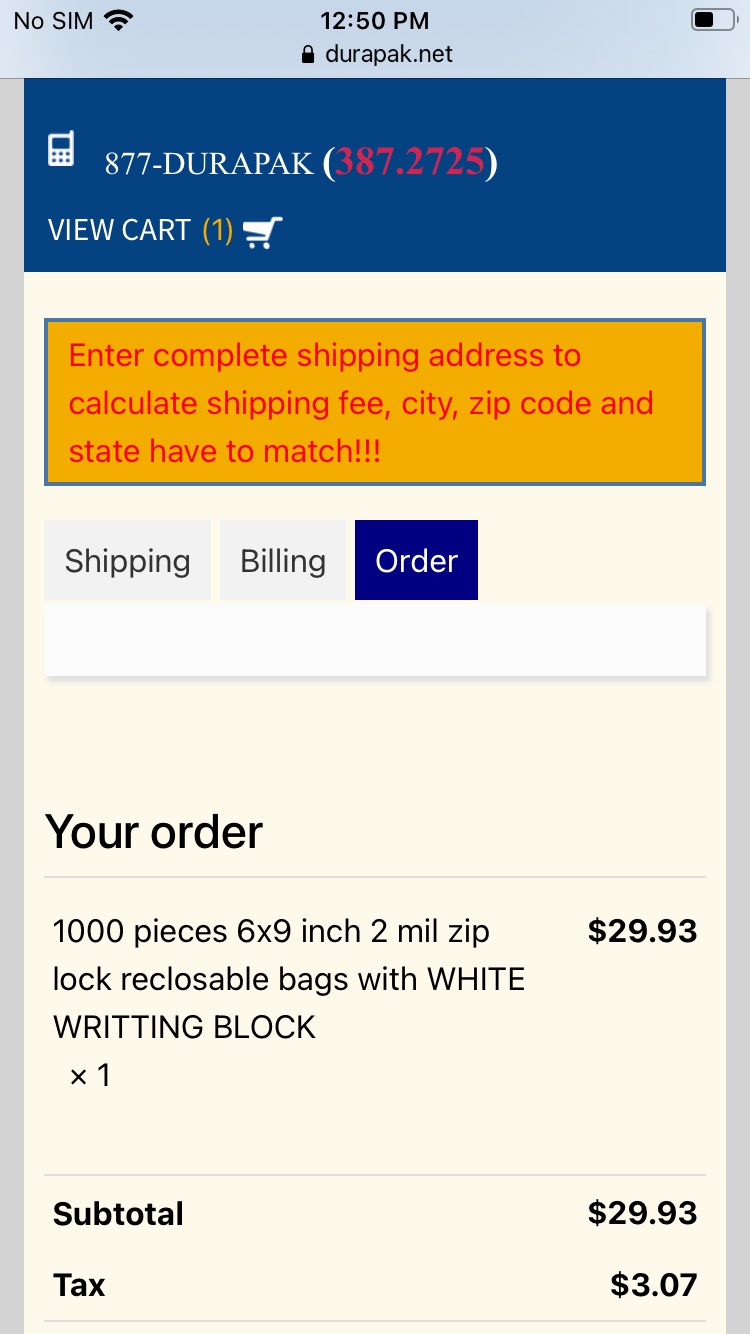 No SIM 12:50 PM
durapak.net
877-DURAPAK (387.2725)
VIEW CART (1)
Enter complete shipping address to
calculate shipping fee, city, zip code and
state have to match!!!
Shipping Billing Order
Your order
1000 pieces 6x9 inch 2 mil zip $29.93
lock reclosable bags with WHITE
WRITTING BLOCK
× 1
Subtotal $29.93
Tax $3.07